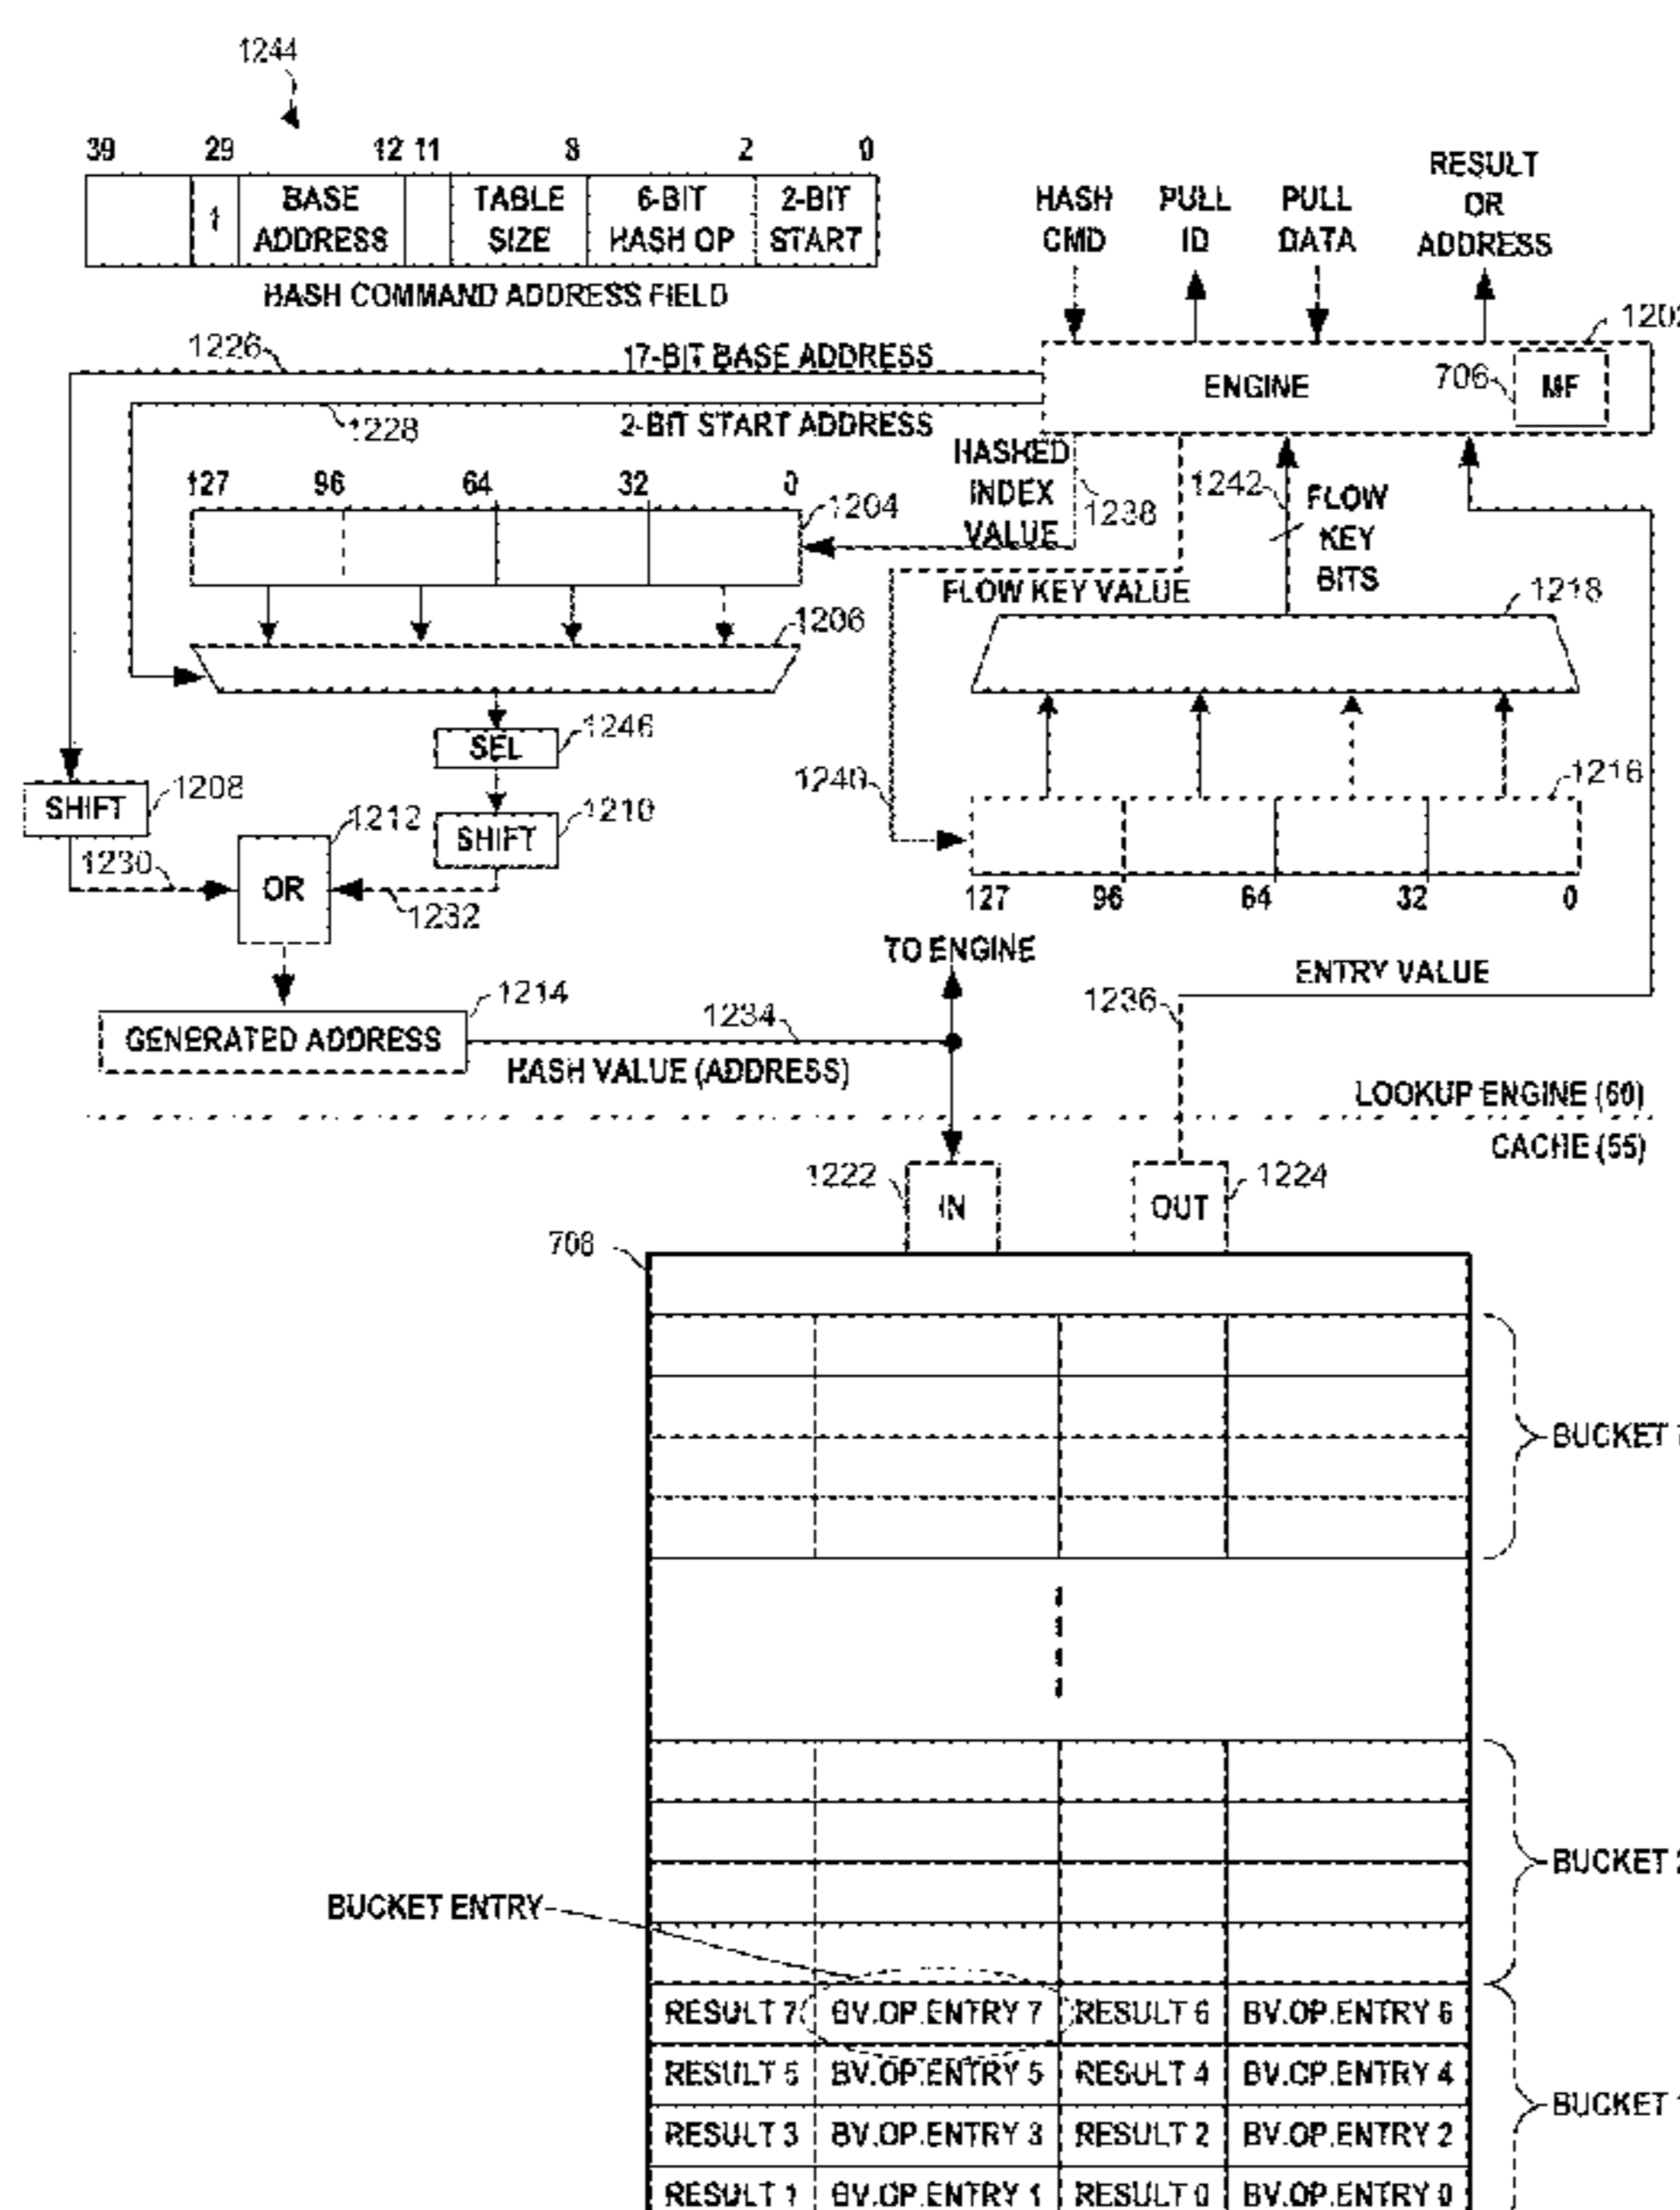 1244
39 29 12 11 8 2 0
1 BASE ADDRESS TABLE SIZE 6-BIT HASH OP 2-BIT START
HASH COMMAND ADDRESS FIELD
HASH CMD
PULL ID
PULL DATA
RESULT OR ADDRESS
1202
1226
17-BIT BASE ADDRESS
ENGINE
706
MF
1228
2-BIT START ADDRESS
127 96 64 32 0
1204
HASHED INDEX VALUE
1238
1242
FLOW KEY BITS
FLOW KEY VALUE
1206
1218
SEL
1246
SHIFT
1208
1212
SHIFT
1210
1240
1216
1230
OR
1232
127 96 64 32 0
TO ENGINE
ENTRY VALUE
1214
GENERATED ADDRESS
1234
HASH VALUE (ADDRESS)
1236
LOOKUP ENGINE (60)
CACHE (55)
1222
IN
OUT
1224
708
BUCKET
BUCKET 2
BUCKET ENTRY
RESULT 7 BV.OP.ENTRY 7 RESULT 6 BV.OP.ENTRY 6
RESULT 5 BV.OP.ENTRY 5 RESULT 4 BV.OP.ENTRY 4
BUCKET
RESULT 3 BV.OP.ENTRY 3 RESULT 2 BV.OP.ENTRY 2
RESULT 1 BV.OP.ENTRY 1 RESULT 0 BV.OP.ENTRY 0